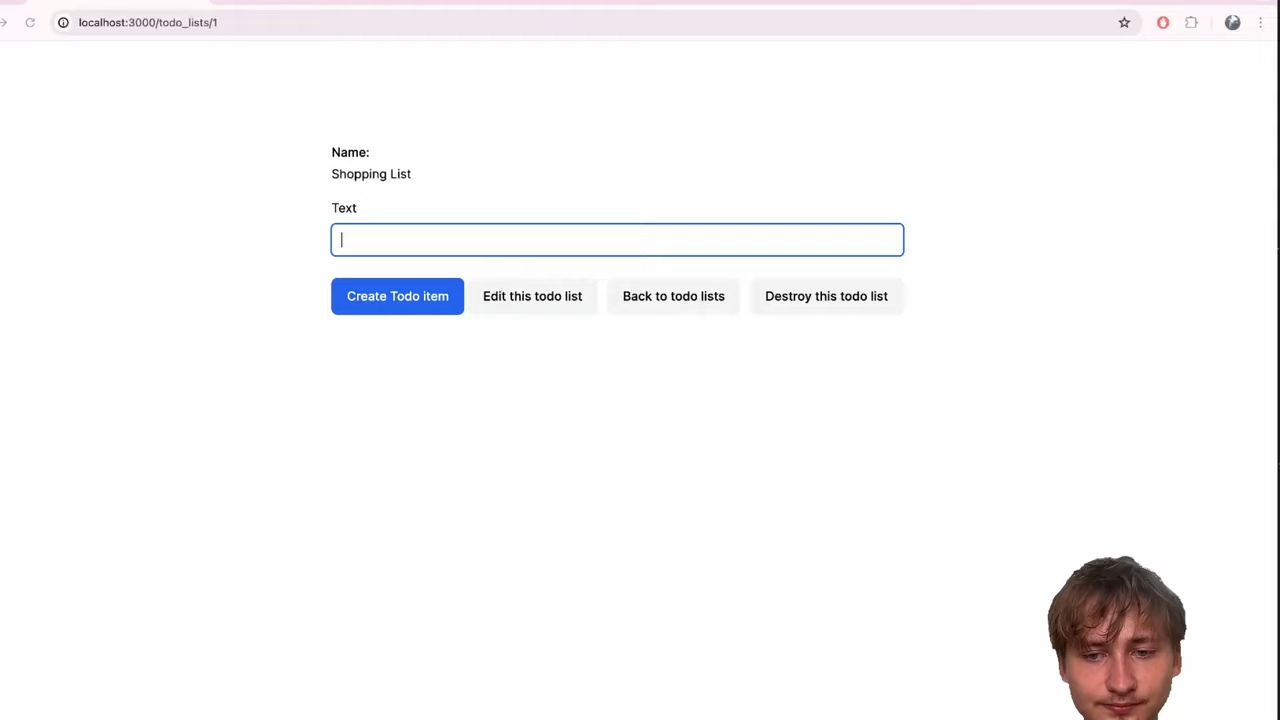 localhost:3000/todo_lists/1
Name:
Shopping List
Text
Create Todo item
Edit this todo list
Back to todo lists
Destroy this todo list